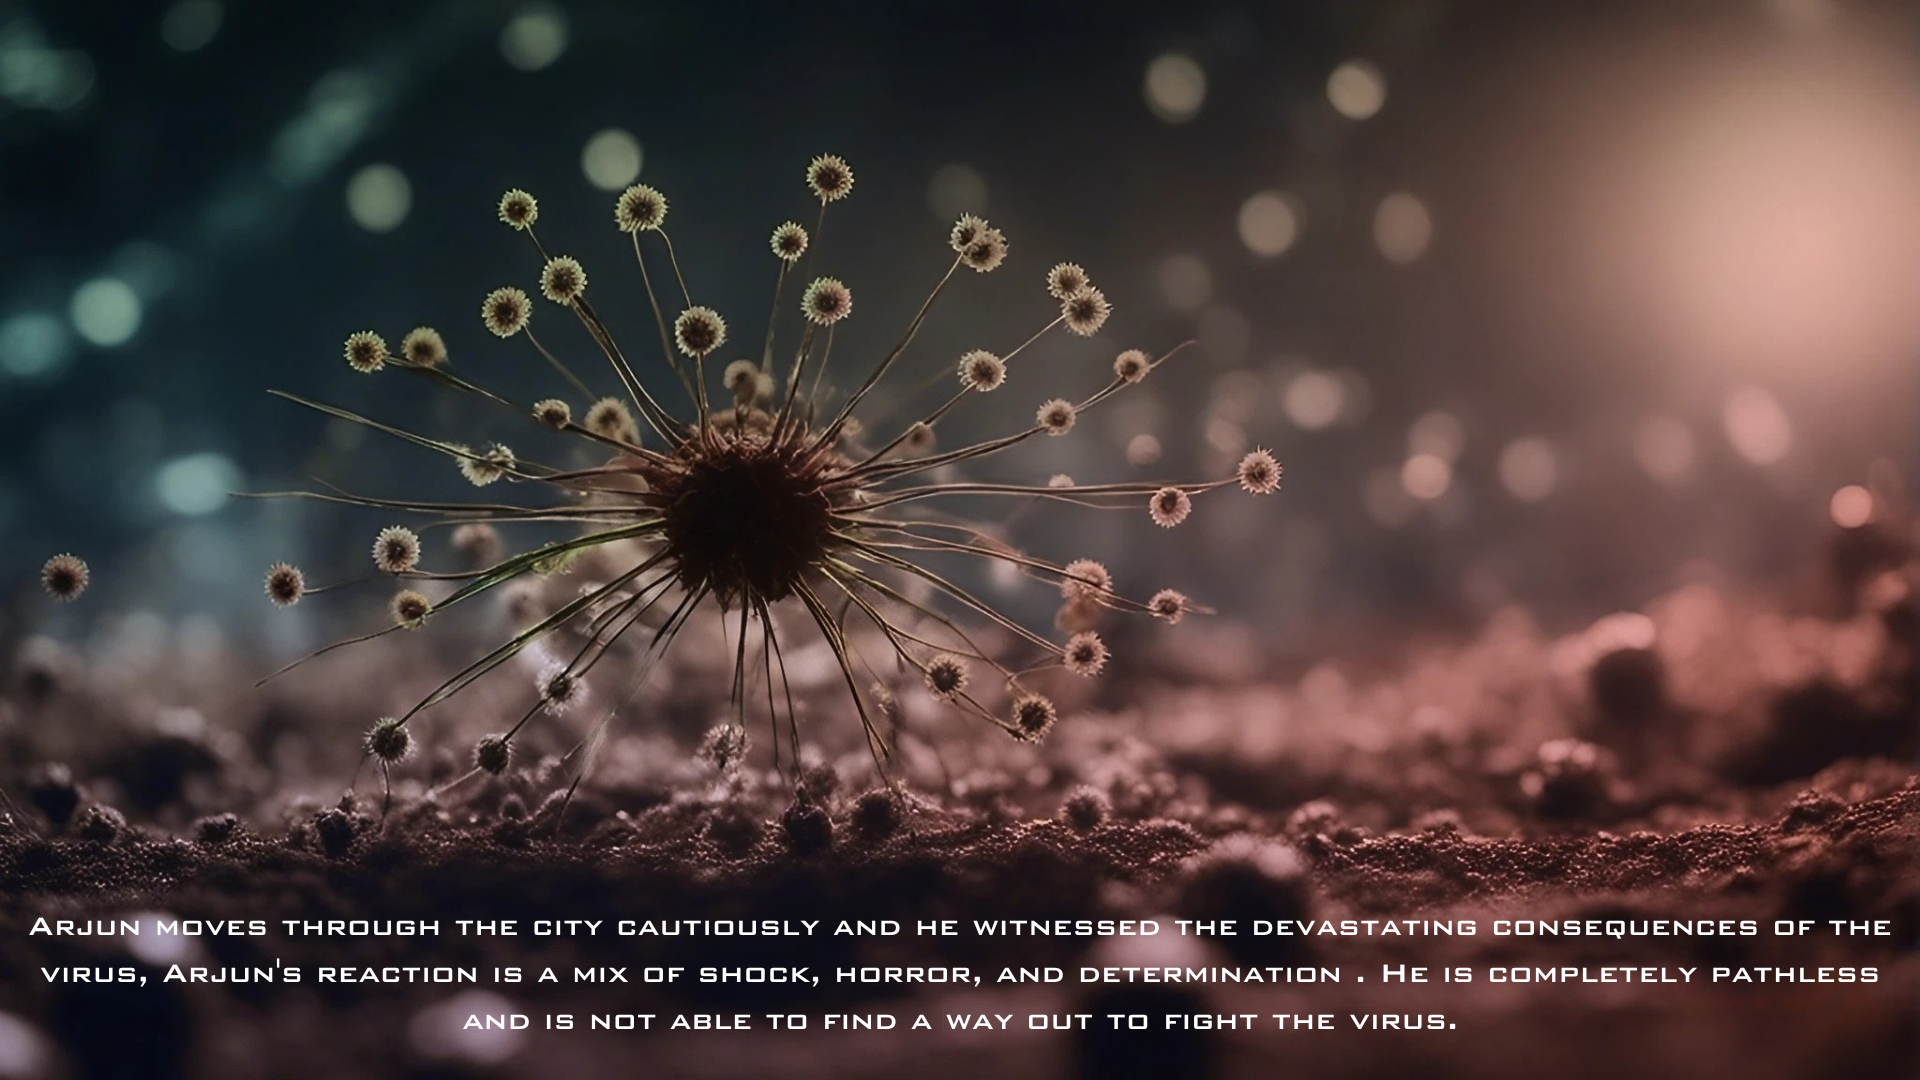 Arjun moves through the city cautiously and he witnessed the devastating consequences of the
virus, Arjun's reaction is a mix of shock, horror, and determination . He is completely pathless
and is not able to find a way out to fight the virus.